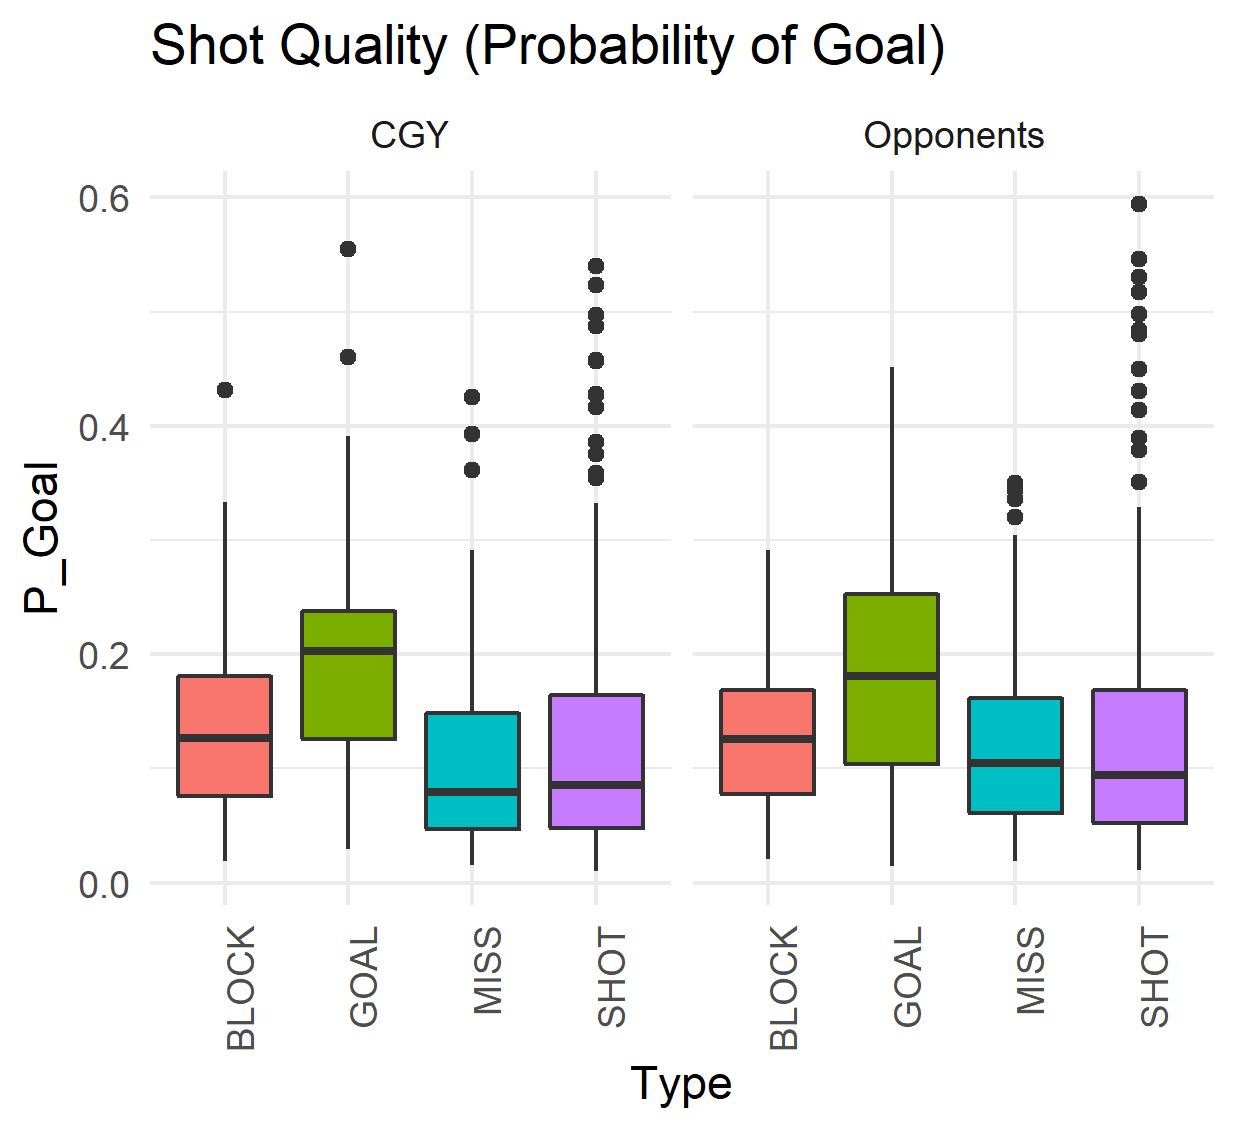 Shot Quality (Probability of Goal)
CGY
Opponents
0.6
0.4
0.2
0.0
P_Goal
BLOCK
GOAL
MISS
SHOT
BLOCK
GOAL
MISS
SHOT
Type